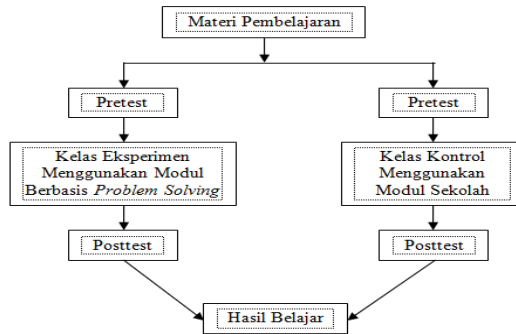 Materi Pembelajaran
Pretest
Pretest
Kelas Eksperimen
Menggunakan Modul
Berbasis Problem Solving
Kelas Kontrol
Menggunakan
Modul Sekolah
Posttest
Posttest
Hasil Belajar